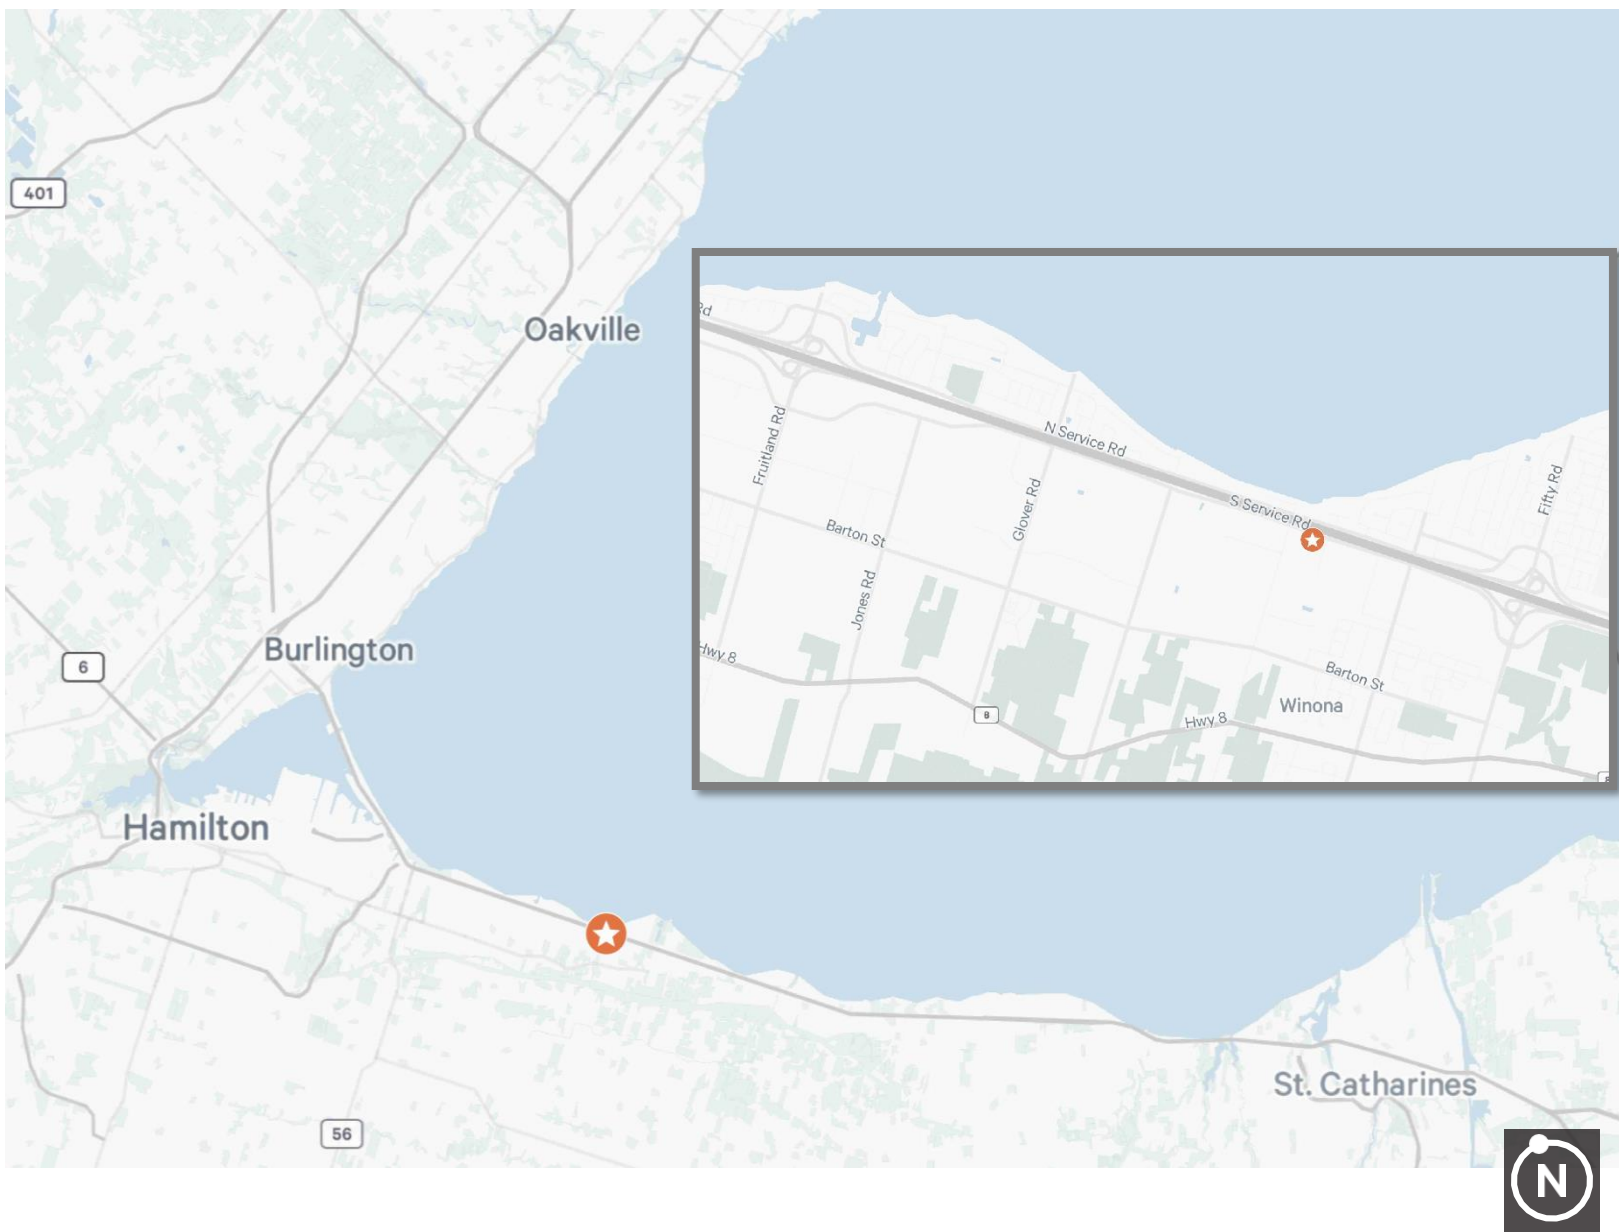 401
Oakville
Rd
N Service Rd
Fruitland Rd
Glover Rd
S Service Rd
Fifty Rd
Barton St
Jones Rd
Hwy 8
Barton St
Winona
8
Hwy 8
Burlington
6
Hamilton
St. Catharines
56
N